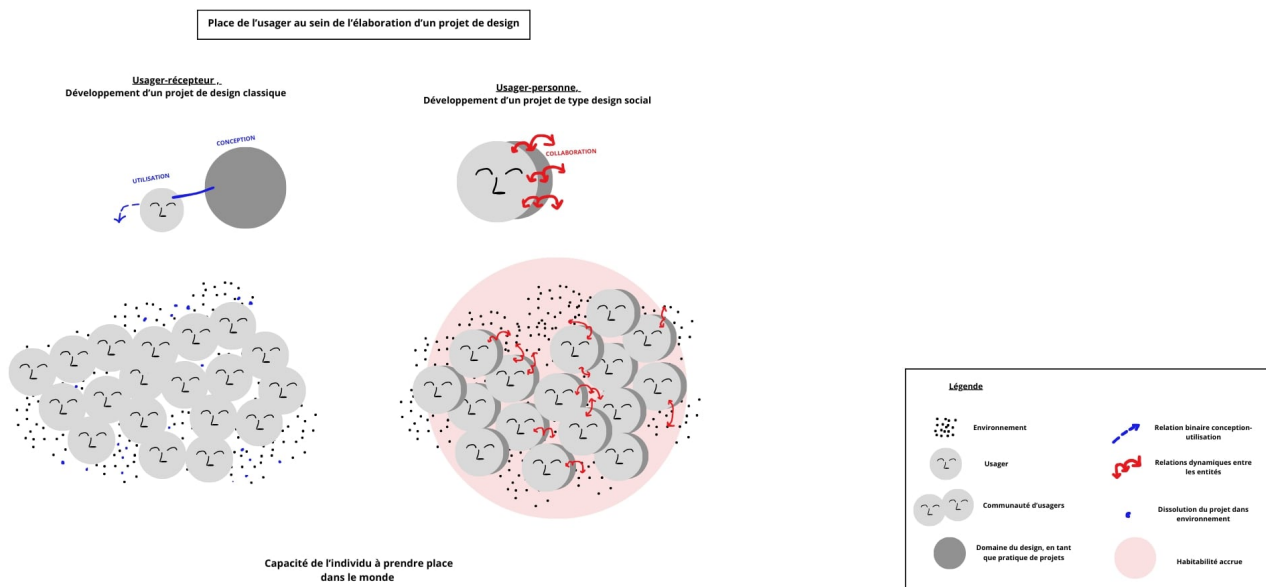 Place de l'usager au sein de l'élaboration d'un projet de design
Usager-récepteur ,
Développement d'un projet de design classique
Usager-personne,
Développement d'un projet de type design social
CONCEPTION
UTILISATION
COLLABORATION
Capacité de l'individu à prendre place
dans le monde
Légende
Environnement
Relation binaire conception-
utilisation
Usager
Relations dynamiques entre
les entités
Communauté d'usagers
Dissolution du projet dans
environnement
Domaine du design, en tant
que pratique de projets
Habitabilité accrue